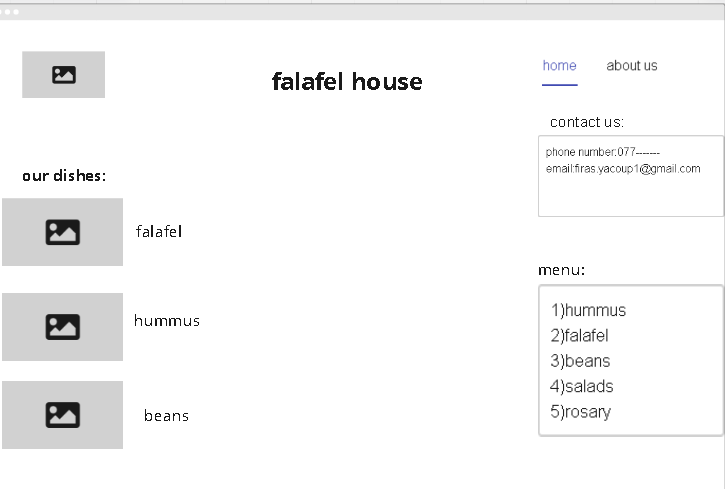 falafel house
home
about us
contact us:
phone number:077-------
email:firas.yacoup1@gmail.com
our dishes:
falafel
hummus
beans
menu:
1)hummus
2)falafel
3)beans
4)salads
5)rosary